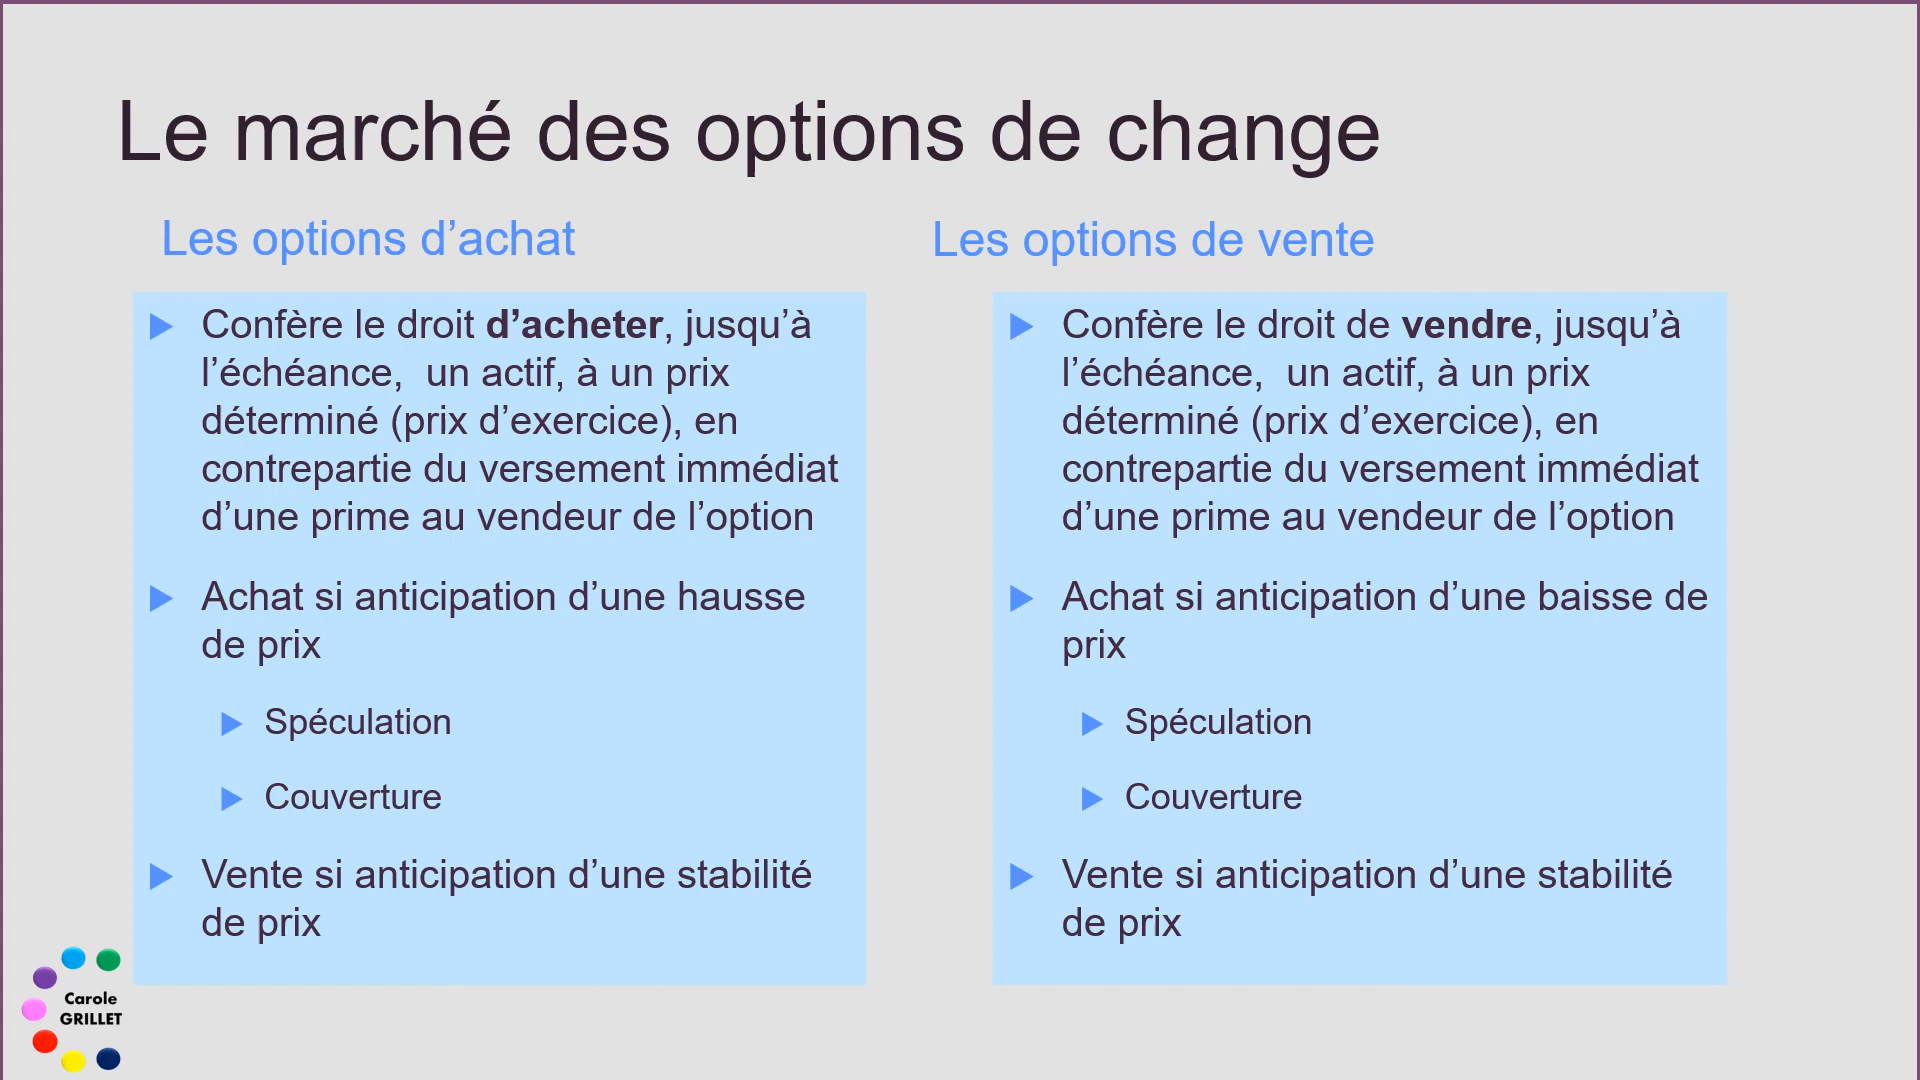 Le marché des options de change
Les options d’achat
Confère le droit d’acheter, jusqu’à
l’échéance,  un actif, à un prix
déterminé (prix d’exercice), en
contrepartie du versement immédiat
d’une prime au vendeur de l’option
Achat si anticipation d’une hausse
de prix
Spéculation
Couverture
Vente si anticipation d’une stabilité
de prix
Les options de vente
Confère le droit de vendre, jusqu’à
l’échéance,  un actif, à un prix
déterminé (prix d’exercice), en
contrepartie du versement immédiat
d’une prime au vendeur de l’option
Achat si anticipation d’une baisse de
prix
Spéculation
Couverture
Vente si anticipation d’une stabilité
de prix
Carole
GRILLET